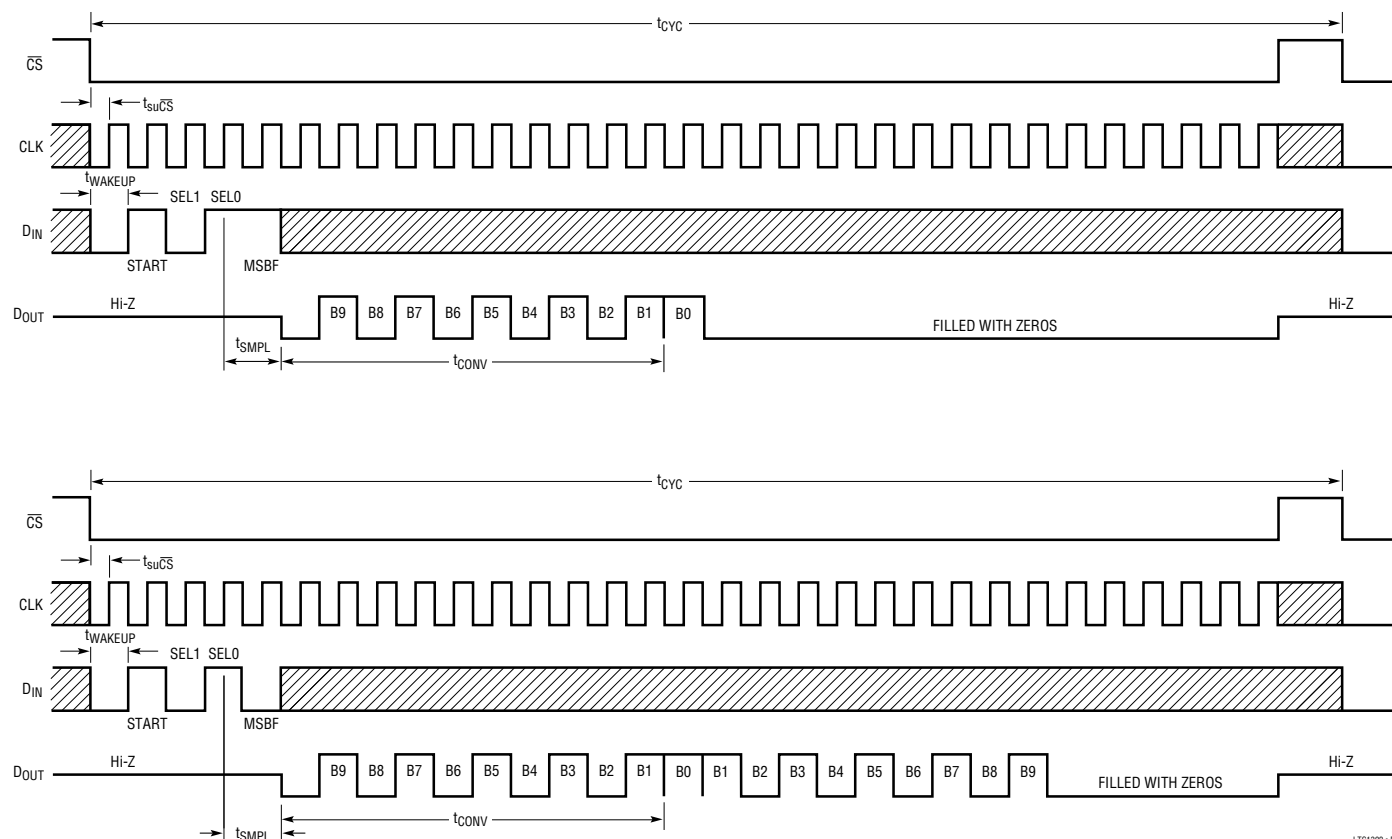 tCYC
CS
tsuCS
CLK
tWAKEUP
SEL1 SEL0
DIN
START MSBF
Hi-Z B9 B8 B7 B6 B5 B4 B3 B2 B1 B0 Hi-Z
DOUT FILLED WITH ZEROS
tSMPL
tCONV
tCYC
CS
tsuCS
CLK
tWAKEUP
SEL1 SEL0
DIN
START MSBF
Hi-Z B9 B8 B7 B6 B5 B4 B3 B2 B1 B0 B1 B2 B3 B4 B5 B6 B7 B8 B9 Hi-Z
DOUT FILLED WITH ZEROS
tCONV
tSMPL